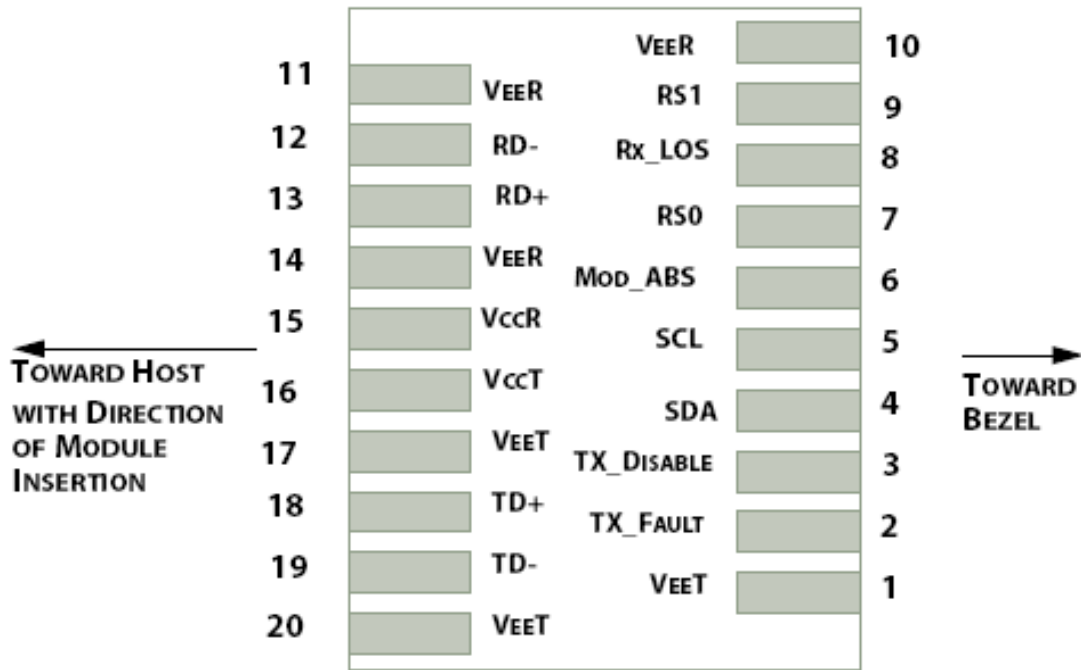 VEER 10
11 VEER
RS1 9
12 RD-
Rx_LOS 8
13 RD+
RS0 7
14 VEER
MOD_ABS 6
15 VCCR
SCL 5
16 VCCT
SDA 4
17 VEET
TX_DISABLE 3
18 TD+
TX_FAULT 2
19 TD-
VEET 1
20 VEET
TOWARD HOST
WITH DIRECTION
OF MODULE
INSERTION
TOWARD
BEZEL